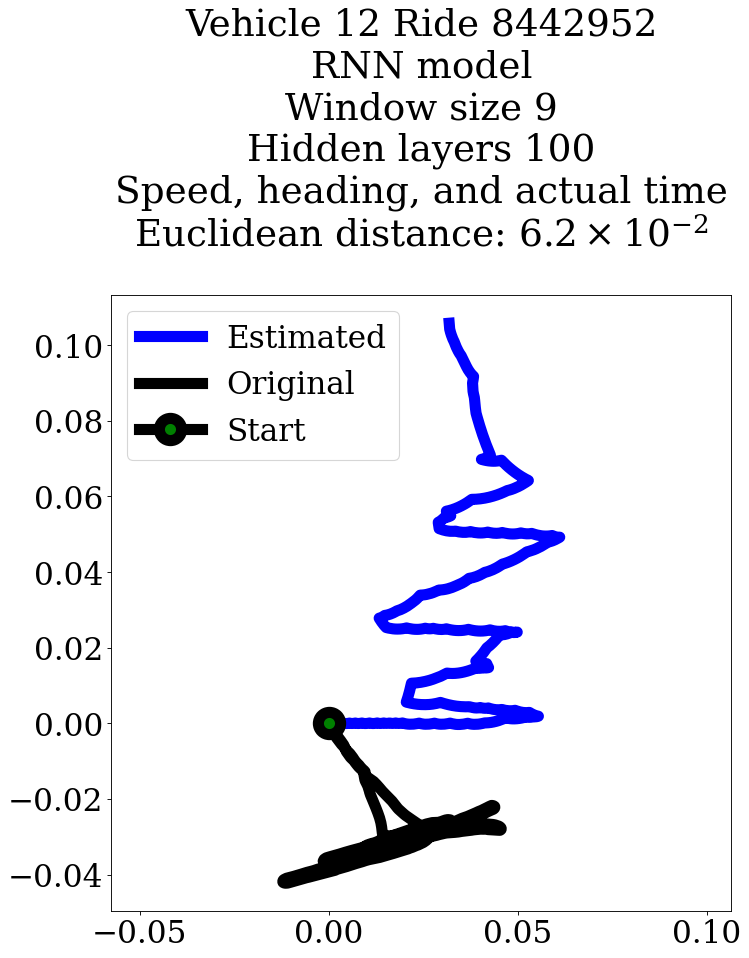 Vehicle 12 Ride 8442952
RNN model
Window size 9
Hidden layers 100
Speed, heading, and actual time
Euclidean distance: 6.2 × 10⁻²
Estimated
Original
Start
0.10
0.08
0.06
0.04
0.02
0.00
−0.02
−0.04
−0.05 0.00 0.05 0.10